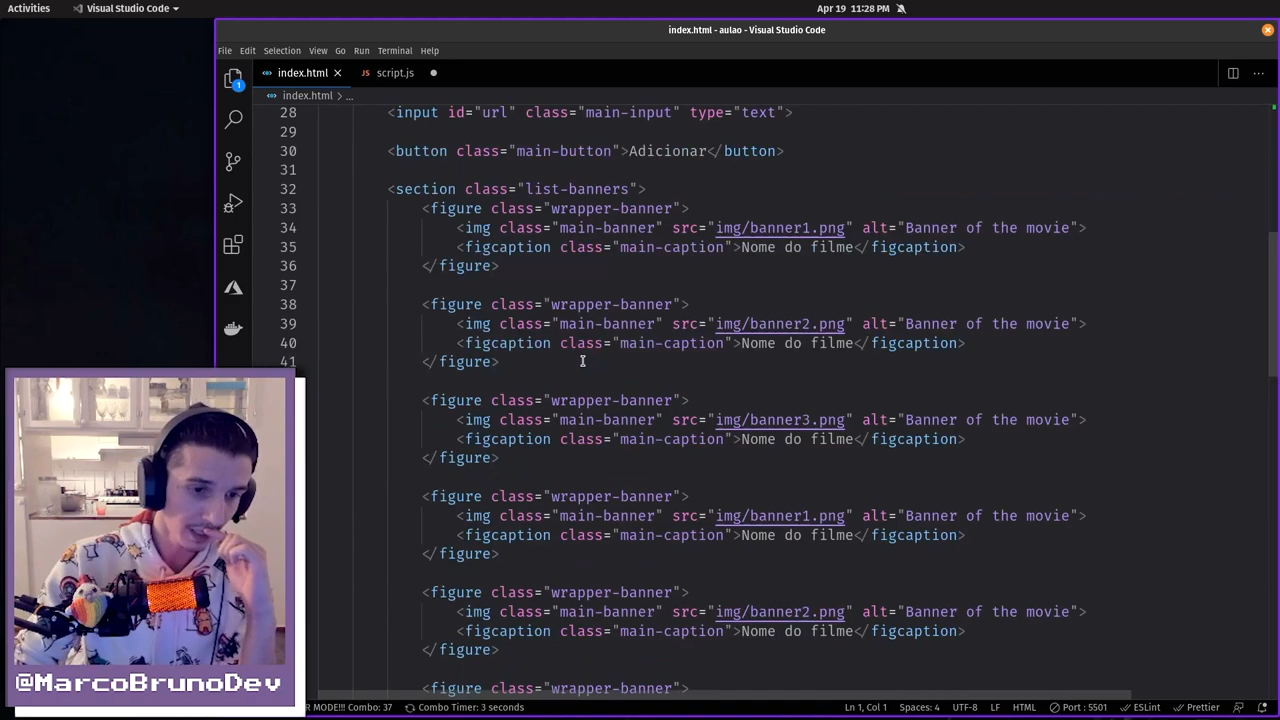 Activities
Visual Studio Code
Apr 19 11:28 PM
index.html - aulao - Visual Studio Code
File Edit Selection View Go Run Terminal Help
index.html
JS script.js
1
index.html > ...
28 <input id="url" class="main-input" type="text">
29
30 <button class="main-button">Adicionar</button>
31
32 <section class="list-banners">
33 <figure class="wrapper-banner">
34 <img class="main-banner" src="img/banner1.png" alt="Banner of the movie">
35 <figcaption class="main-caption">Nome do filme</figcaption>
36 </figure>
37
38 <figure class="wrapper-banner">
39 <img class="main-banner" src="img/banner2.png" alt="Banner of the movie">
40 <figcaption class="main-caption">Nome do filme</figcaption>
41 </figure>
<figure class="wrapper-banner">
<img class="main-banner" src="img/banner3.png" alt="Banner of the movie">
<figcaption class="main-caption">Nome do filme</figcaption>
</figure>
<figure class="wrapper-banner">
<img class="main-banner" src="img/banner1.png" alt="Banner of the movie">
<figcaption class="main-caption">Nome do filme</figcaption>
</figure>
<figure class="wrapper-banner">
<img class="main-banner" src="img/banner2.png" alt="Banner of the movie">
<figcaption class="main-caption">Nome do filme</figcaption>
</figure>
<figure class="wrapper-banner">
@MarcoBrunoDev
R MODE!!! Combo: 37 Combo Timer: 3 seconds Ln 1, Col 1 Spaces: 4 UTF-8 LF HTML Port : 5501 ESLint Prettier